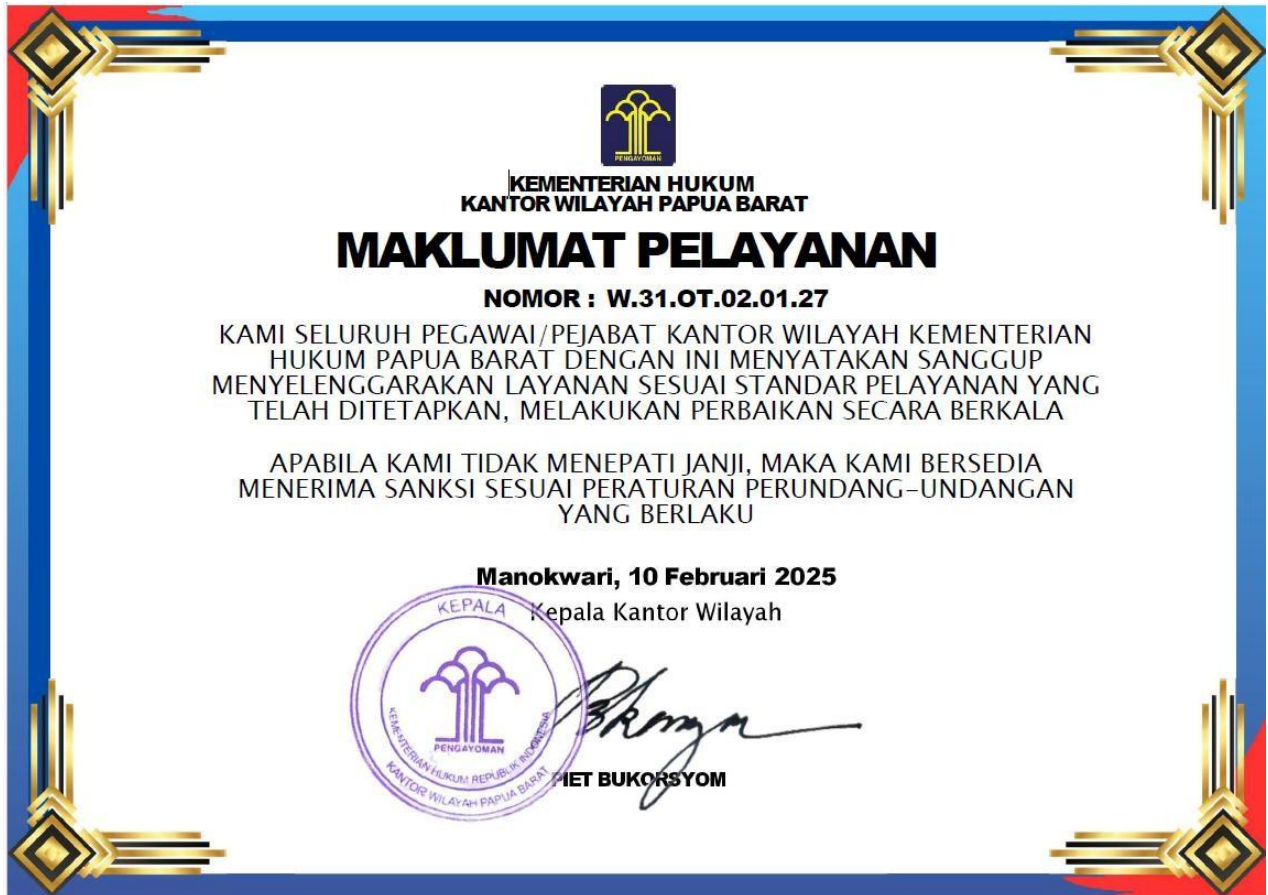 PENGAYOMAN
KEMENTERIAN HUKUM
KANTOR WILAYAH PAPUA BARAT
MAKLUMAT PELAYANAN
NOMOR : W.31.OT.02.01.27
KAMI SELURUH PEGAWAI/PEJABAT KANTOR WILAYAH KEMENTERIAN
HUKUM PAPUA BARAT DENGAN INI MENYATAKAN SANGGUP
MENYELENGGARAKAN LAYANAN SESUAI STANDAR PELAYANAN YANG
TELAH DITETAPKAN, MELAKUKAN PERBAIKAN SECARA BERKALA
APABILA KAMI TIDAK MENEPATI JANJI, MAKA KAMI BERSEDIA
MENERIMA SANKSI SESUAI PERATURAN PERUNDANG-UNDANGAN
YANG BERLAKU
Manokwari, 10 Februari 2025
Kepala Kantor Wilayah
KEPALA
PENGAYOMAN
KEMENTERIAN HUKUM REPUBLIK INDONESIA
KANTOR WILAYAH PAPUA BARAT
PIET BUKORSYOM